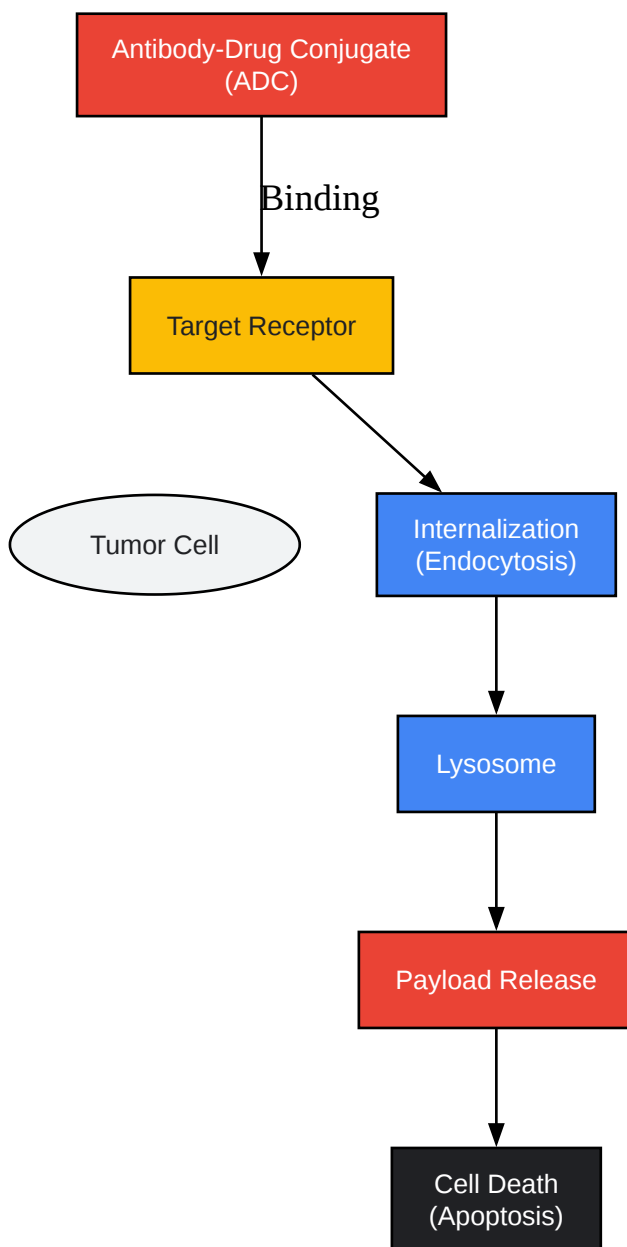 Antibody-Drug Conjugate
(ADC)
Binding
Target Receptor
Tumor Cell
Internalization
(Endocytosis)
Lysosome
Payload Release
Cell Death
(Apoptosis)